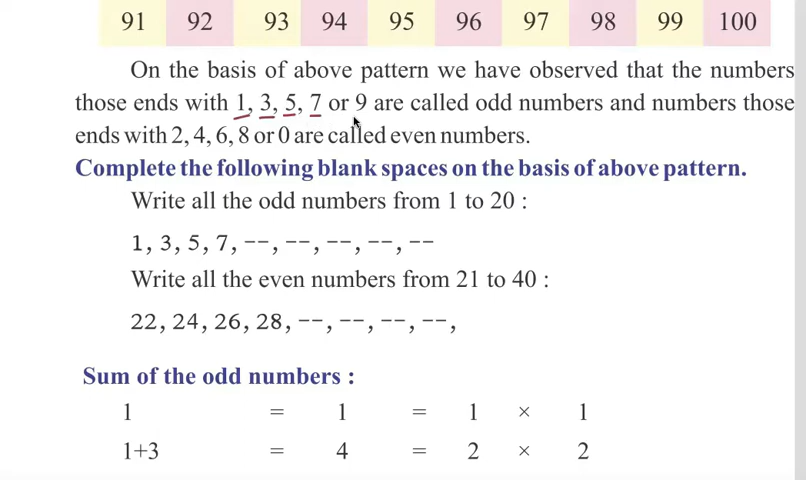 91 92 93 94 95 96 97 98 99 100
On the basis of above pattern we have observed that the numbers
those ends with 1, 3, 5, 7 or 9 are called odd numbers and numbers those
ends with 2, 4, 6, 8 or 0 are called even numbers.
Complete the following blank spaces on the basis of above pattern.
Write all the odd numbers from 1 to 20 :
1, 3, 5, 7, --, --, --, --, --
Write all the even numbers from 21 to 40 :
22, 24, 26, 28, --, --, --, --,
Sum of the odd numbers :
1 = 1 = 1 × 1
1+3 = 4 = 2 × 2